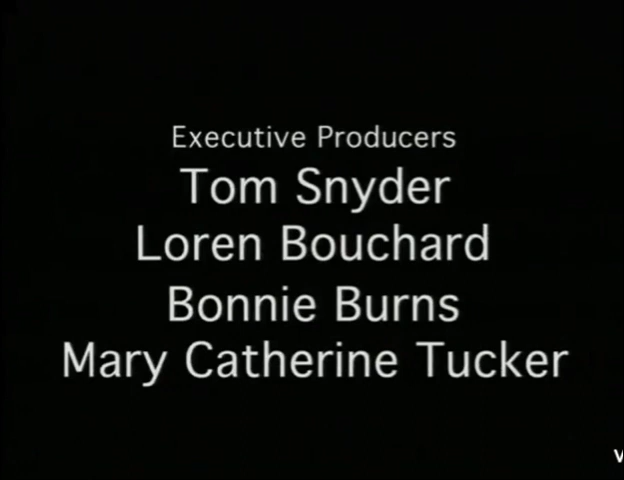 Executive Producers
Tom Snyder
Loren Bouchard
Bonnie Burns
Mary Catherine Tucker
v